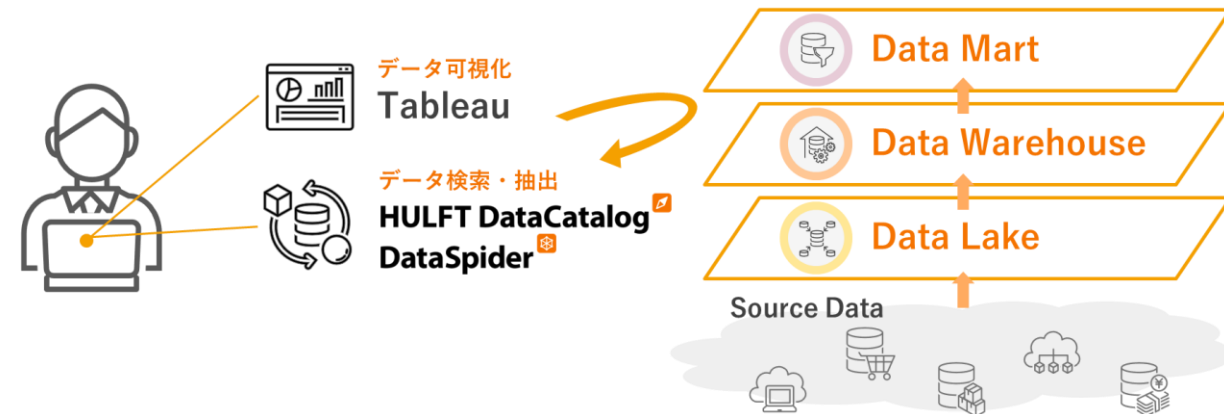 データ可視化
Tableau
データ検索・抽出
HULFT DataCatalog
DataSpider
Data Mart
Data Warehouse
Data Lake
Source Data
¥